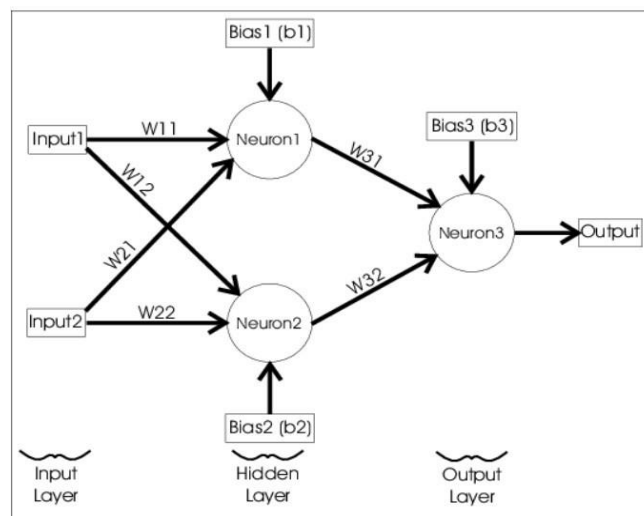 Bias1 (b1)
Input1
W11
Neuron1
Bias3 (b3)
W12
W31
W21
Neuron3
Output
Input2
W22
Neuron2
W32
Bias2 (b2)
Input
Layer
Hidden
Layer
Output
Layer